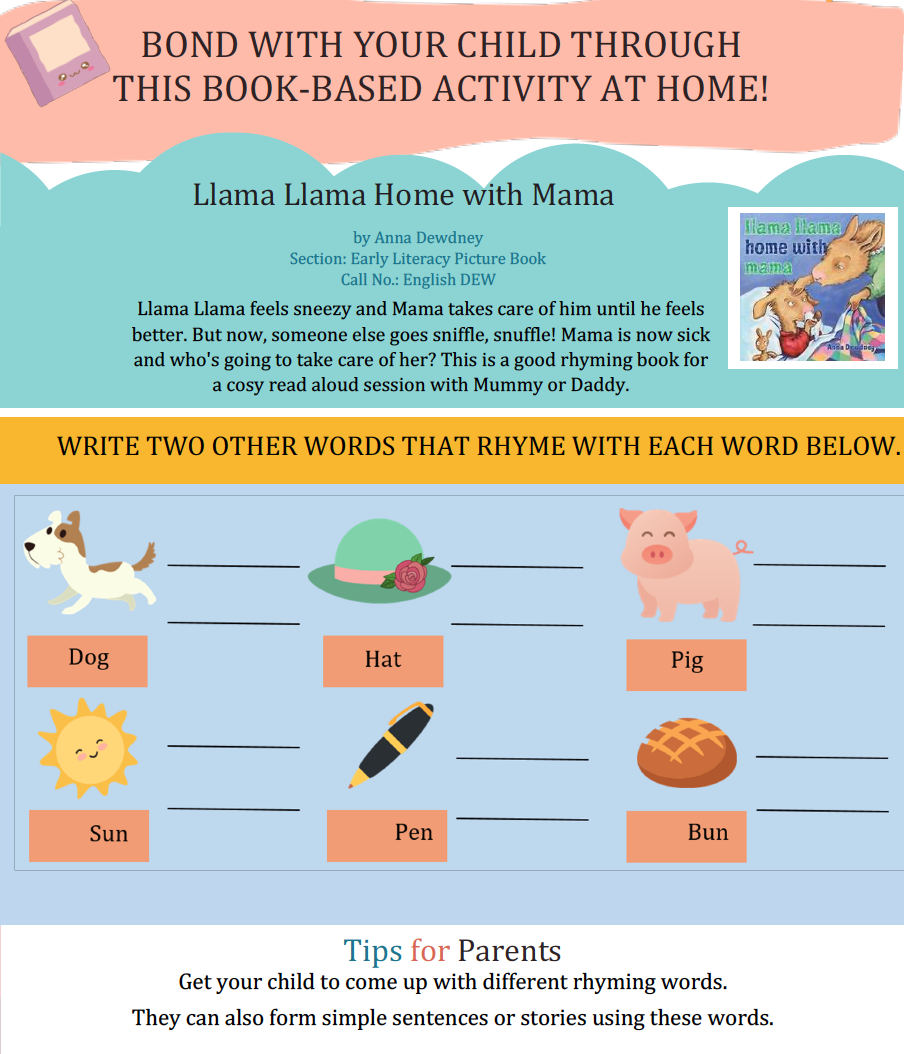 BOND WITH YOUR CHILD THROUGH
THIS BOOK-BASED ACTIVITY AT HOME!
Llama Llama Home with Mama
by Anna Dewdney
Section: Early Literacy Picture Book
Call No.: English DEW
Llama Llama feels sneezy and Mama takes care of him until he feels
better. But now, someone else goes sniffle, snuffle! Mama is now sick
and who's going to take care of her? This is a good rhyming book for
a cosy read aloud session with Mummy or Daddy.
llama llama
home with
mama
Anna Dewdney
WRITE TWO OTHER WORDS THAT RHYME WITH EACH WORD BELOW.
Dog
Hat
Pig
Sun
Pen
Bun
Tips for Parents
Get your child to come up with different rhyming words.
They can also form simple sentences or stories using these words.